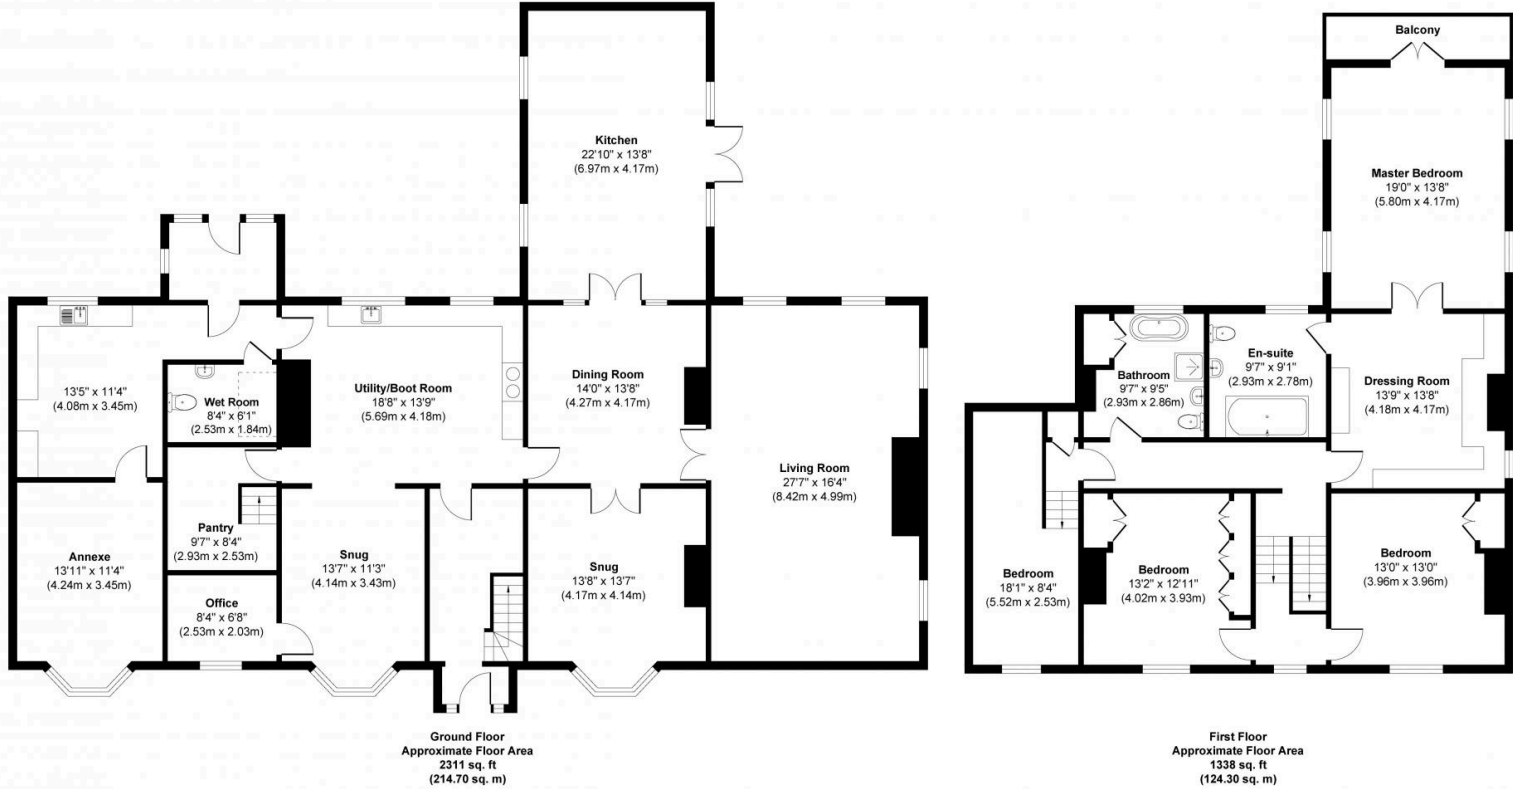 Kitchen
22'10" x 13'8"
(6.97m x 4.17m)
13'5" x 11'4"
(4.08m x 3.45m)
Wet Room
8'4" x 6'1"
(2.53m x 1.84m)
Utility/Boot Room
18'8" x 13'9"
(5.69m x 4.18m)
Dining Room
14'0" x 13'8"
(4.27m x 4.17m)
Living Room
27'7" x 16'4"
(8.42m x 4.99m)
Annexe
13'11" x 11'4"
(4.24m x 3.45m)
Pantry
9'7" x 8'4"
(2.93m x 2.53m)
Office
8'4" x 6'8"
(2.53m x 2.03m)
Snug
13'7" x 11'3"
(4.14m x 3.43m)
Snug
13'8" x 13'7"
(4.17m x 4.14m)
Ground Floor
Approximate Floor Area
2311 sq. ft
(214.70 sq. m)
Balcony
Master Bedroom
19'0" x 13'8"
(5.80m x 4.17m)
Bathroom
9'7" x 9'5"
(2.93m x 2.86m)
En-suite
9'7" x 9'1"
(2.93m x 2.78m)
Dressing Room
13'9" x 13'8"
(4.18m x 4.17m)
Bedroom
18'1" x 8'4"
(5.52m x 2.53m)
Bedroom
13'2" x 12'11"
(4.02m x 3.93m)
Bedroom
13'0" x 13'0"
(3.96m x 3.96m)
First Floor
Approximate Floor Area
1338 sq. ft
(124.30 sq. m)